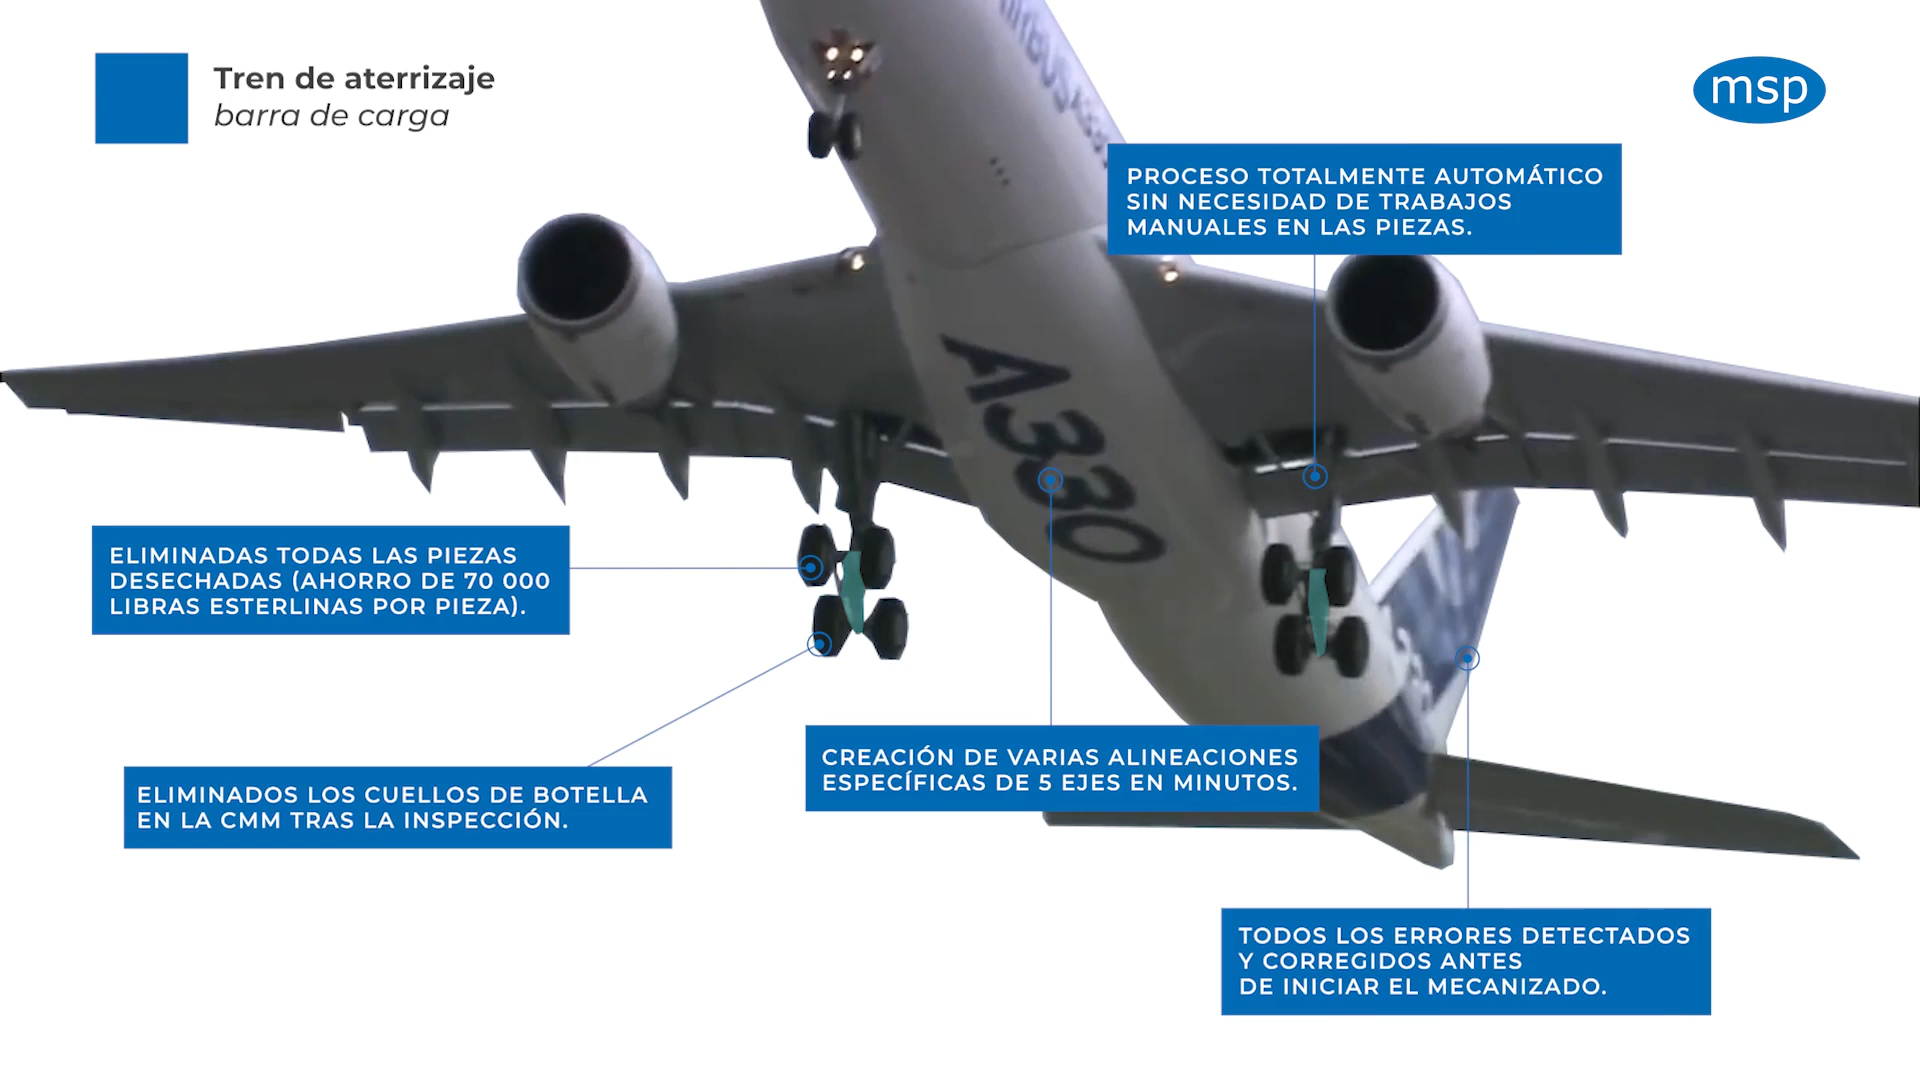 Tren de aterrizaje
barra de carga
msp
AIRBUS
PROCESO TOTALMENTE AUTOMÁTICO
SIN NECESIDAD DE TRABAJOS
MANUALES EN LAS PIEZAS.
A330
ELIMINADAS TODAS LAS PIEZAS
DESECHADAS (AHORRO DE 70 000
LIBRAS ESTERLINAS POR PIEZA).
CREACIÓN DE VARIAS ALINEACIONES
ESPECÍFICAS DE 5 EJES EN MINUTOS.
ELIMINADOS LOS CUELLOS DE BOTELLA
EN LA CMM TRAS LA INSPECCIÓN.
TODOS LOS ERRORES DETECTADOS
Y CORREGIDOS ANTES
DE INICIAR EL MECANIZADO.